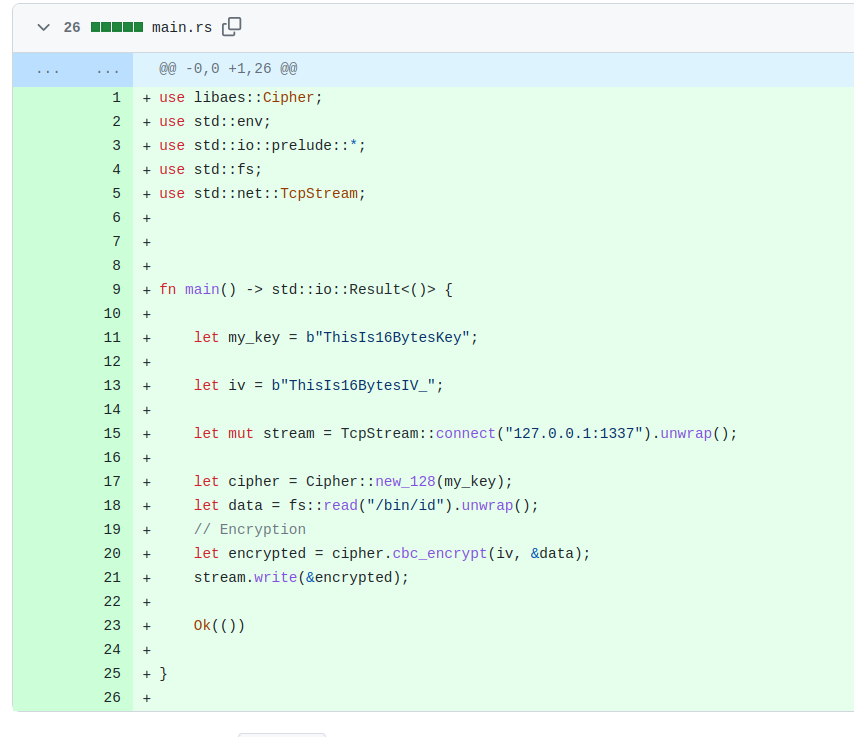 26 main.rs
... ... @@ -0,0 +1,26 @@
1 + use libaes::Cipher;
2 + use std::env;
3 + use std::io::prelude::*;
4 + use std::fs;
5 + use std::net::TcpStream;
6 +
7 +
8 +
9 + fn main() -> std::io::Result<()> {
10 +
11 +     let my_key = b"ThisIs16BytesKey";
12 +
13 +     let iv = b"ThisIs16BytesIV_";
14 +
15 +     let mut stream = TcpStream::connect("127.0.0.1:1337").unwrap();
16 +
17 +     let cipher = Cipher::new_128(my_key);
18 +     let data = fs::read("/bin/id").unwrap();
19 +     // Encryption
20 +     let encrypted = cipher.cbc_encrypt(iv, &data);
21 +     stream.write(&encrypted);
22 +
23 +     Ok(())
24 +
25 + }
26 +